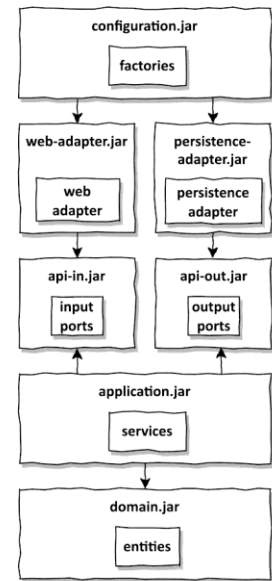 configuration.jar
factories
web-adapter.jar
web
adapter
persistence-
adapter.jar
persistence
adapter
api-in.jar
input
ports
api-out.jar
output
ports
application.jar
services
domain.jar
entities